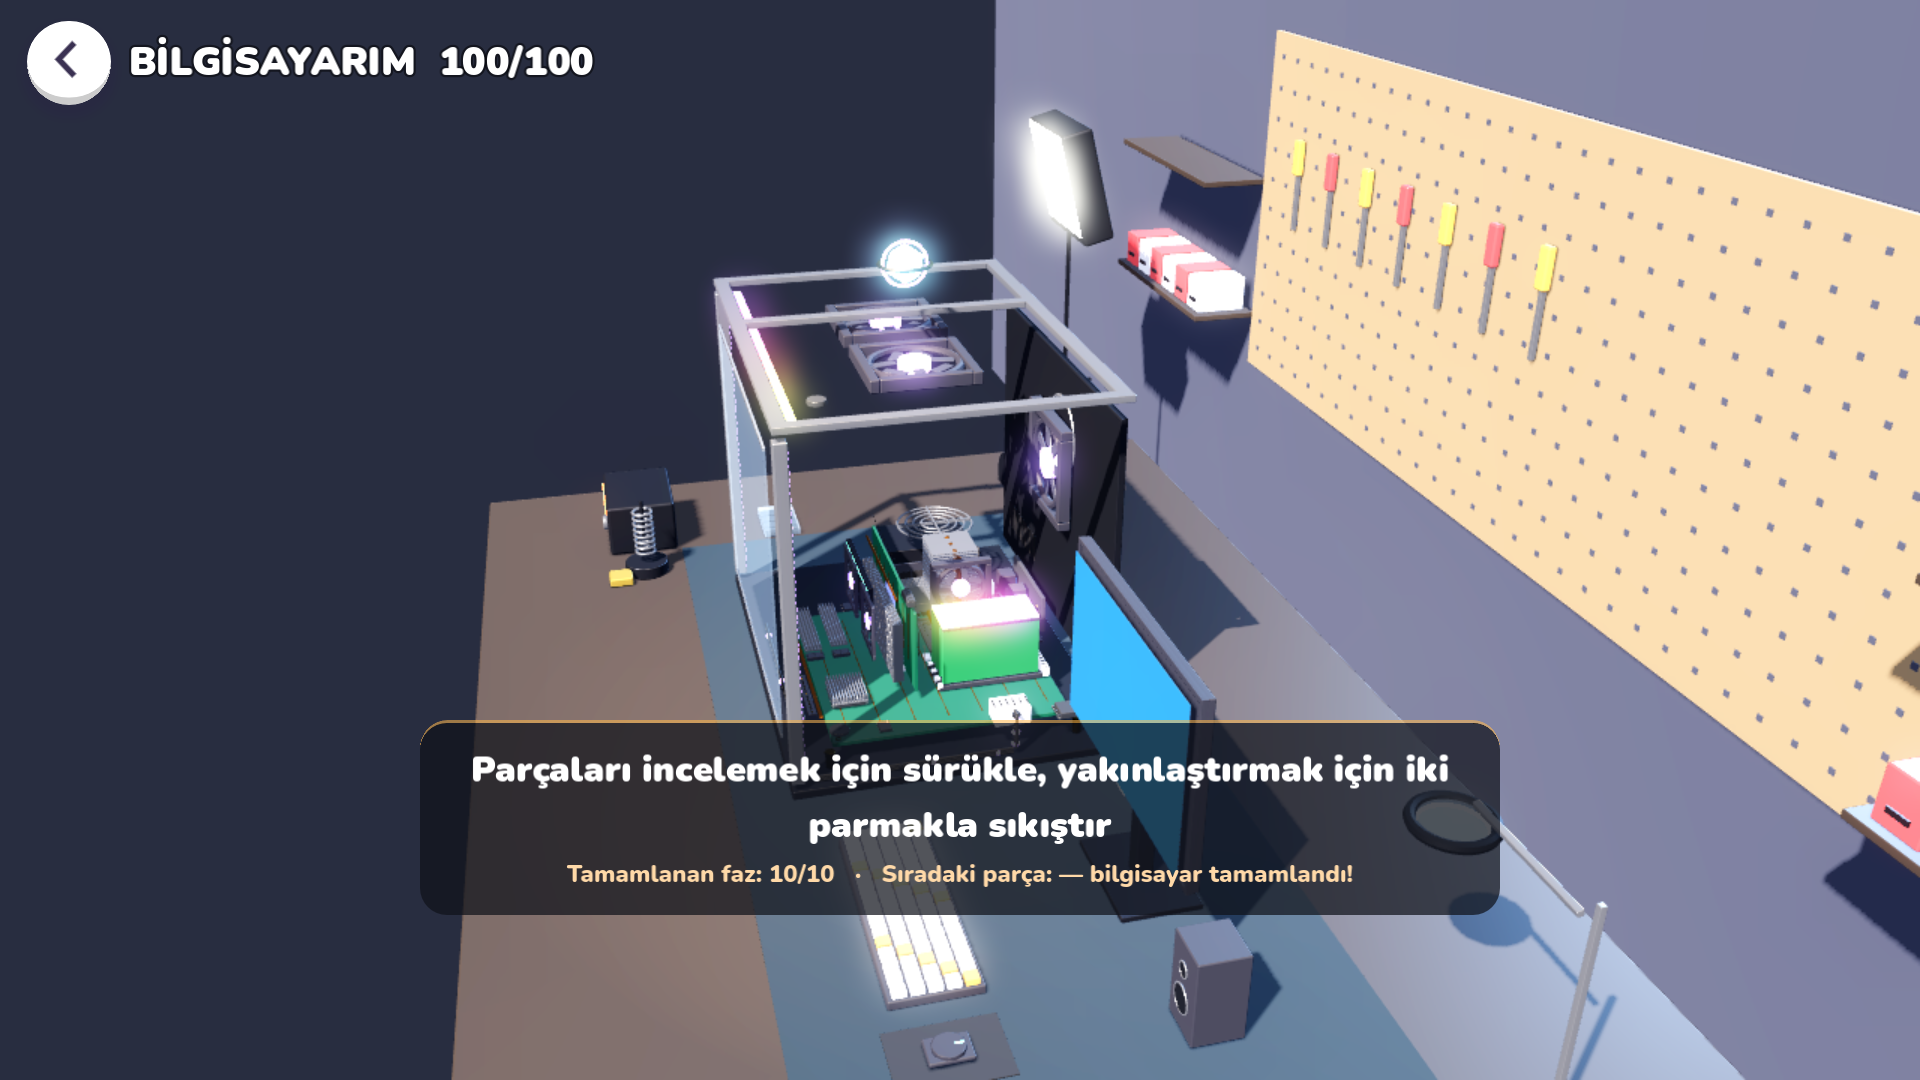 BİLGİSAYARIM 100/100
Parçaları incelemek için sürükle, yakınlaştırmak için iki
parmakla sıkıştır
Tamamlanan faz: 10/10 · Sıradaki parça: — bilgisayar tamamlandı!